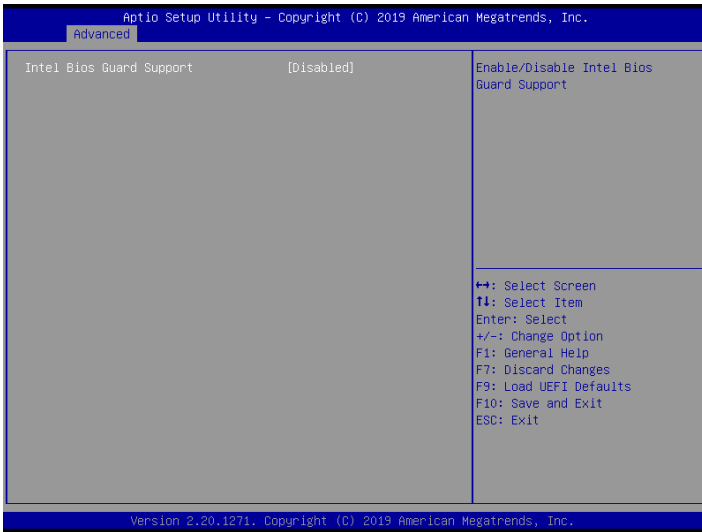 Aptio Setup Utility – Copyright (C) 2019 American Megatrends, Inc.
Advanced
Intel Bios Guard Support [Disabled]
Enable/Disable Intel Bios
Guard Support
↔: Select Screen
↑↓: Select Item
Enter: Select
+/-: Change Option
F1: General Help
F7: Discard Changes
F9: Load UEFI Defaults
F10: Save and Exit
ESC: Exit
Version 2.20.1271. Copyright (C) 2019 American Megatrends, Inc.